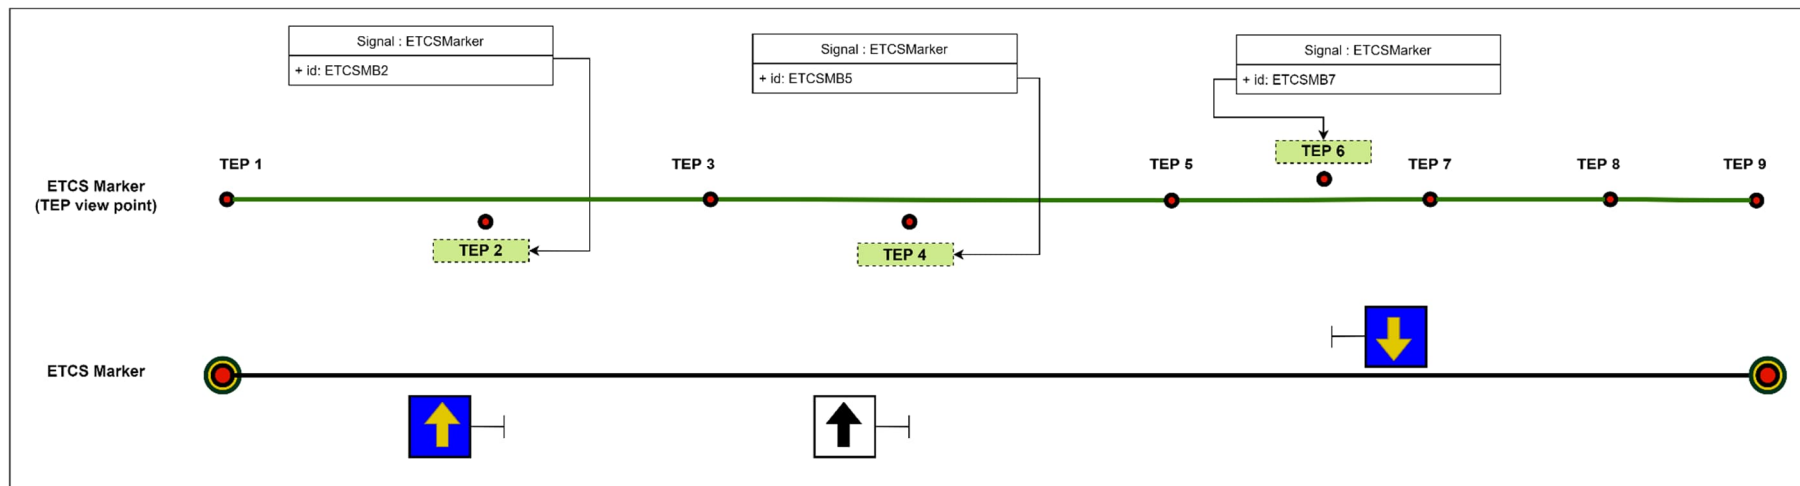 Signal : ETCSMarker
+ id: ETCSMB2
Signal : ETCSMarker
+ id: ETCSMB5
Signal : ETCSMarker
+ id: ETCSMB7
TEP 1
TEP 3
TEP 5
TEP 6
TEP 7
TEP 8
TEP 9
ETCS Marker
(TEP view point)
TEP 2
TEP 4
ETCS Marker